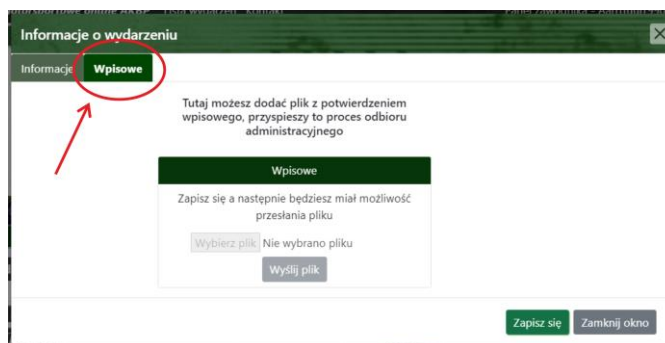 Informacje o wydarzeniu
Informacje Wpisowe
Tutaj możesz dodać plik z potwierdzeniem
wpisowego, przyspieszy to proces odbioru
administracyjnego
Wpisowe
Zapisz się a następnie będziesz miał możliwość
przesłania pliku
Wybierz plik Nie wybrano pliku
Wyślij plik
Zapisz się Zamknij okno